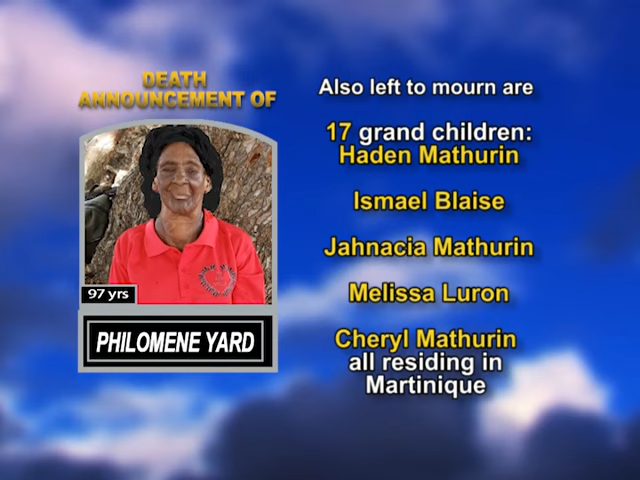 DEATH
ANNOUNCEMENT OF
97 yrs
PHILOMENE YARD
Also left to mourn are
17 grand children:
Haden Mathurin
Ismael Blaise
Jahnacia Mathurin
Melissa Luron
Cheryl Mathurin
all residing in
Martinique